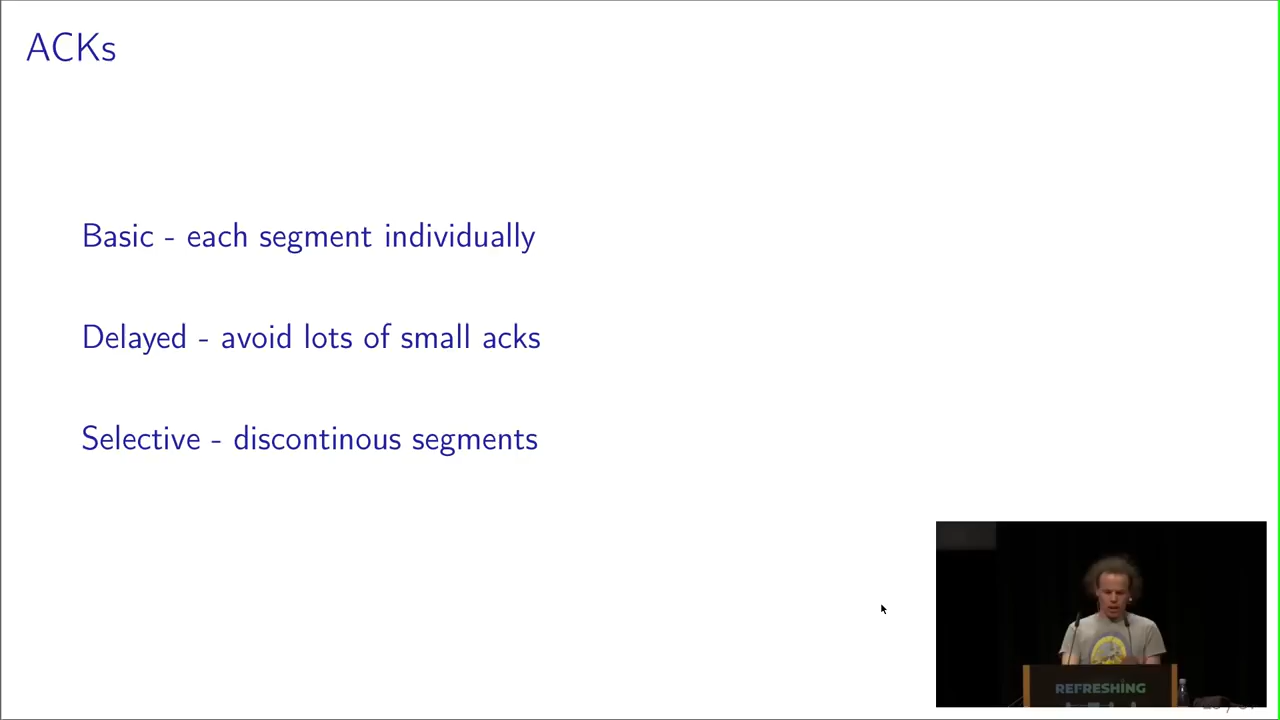 ACKs
Basic - each segment individually
Delayed - avoid lots of small acks
Selective - discontinous segments
REFRESHING